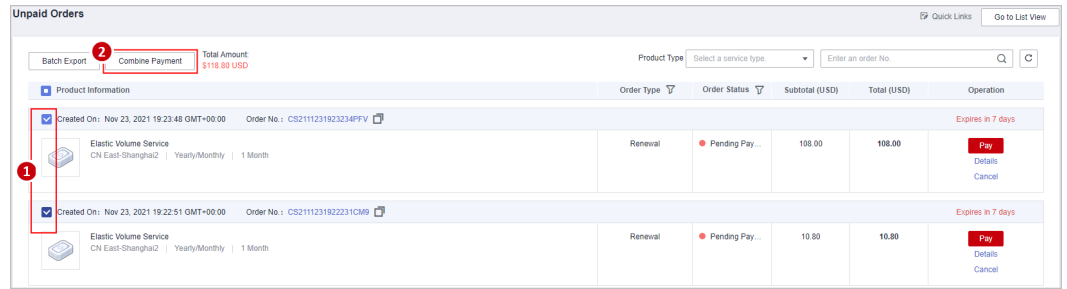 Unpaid Orders
Quick Links
Go to List View
Batch Export
2
Combine Payment
Total Amount:
$118.80 USD
Product Type
Select a service type.
Enter an order No.
Product Information
Order Type
Order Status
Subtotal (USD)
Total (USD)
Operation
Created On: Nov 23, 2021 19:23:48 GMT+00:00 Order No.: CS2111231923234PFV
Expires in 7 days
1
Elastic Volume Service
CN East-Shanghai2 | Yearly/Monthly | 1 Month
Renewal
Pending Pay...
108.00
108.00
Pay
Details
Cancel
Created On: Nov 23, 2021 19:22:51 GMT+00:00 Order No.: CS2111231922231CM9
Expires in 7 days
Elastic Volume Service
CN East-Shanghai2 | Yearly/Monthly | 1 Month
Renewal
Pending Pay...
10.80
10.80
Pay
Details
Cancel